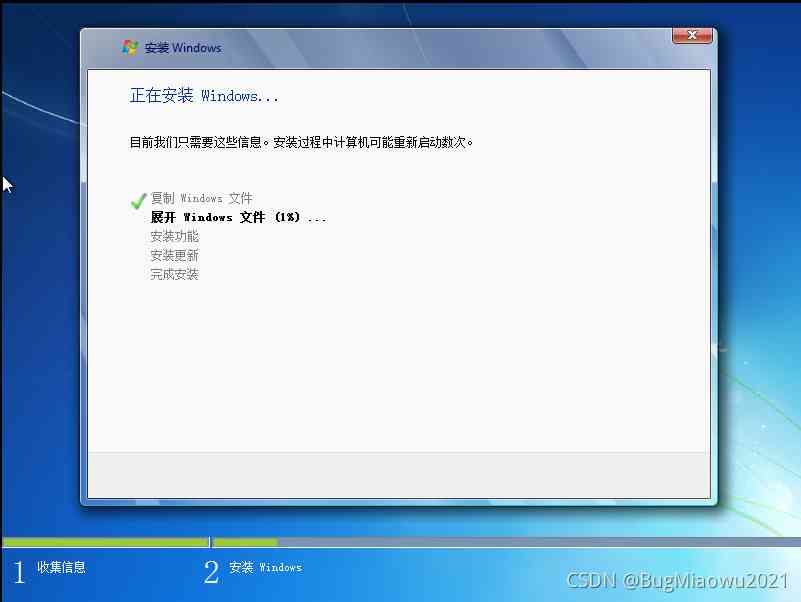 安装 Windows
正在安装 Windows...
目前我们只需要这些信息。安装过程中计算机可能重新启动数次。
复制 Windows 文件
展开 Windows 文件 (1%) ...
安装功能
安装更新
完成安装
1 收集信息
2 安装 Windows
CSDN @BugMiaowu2021